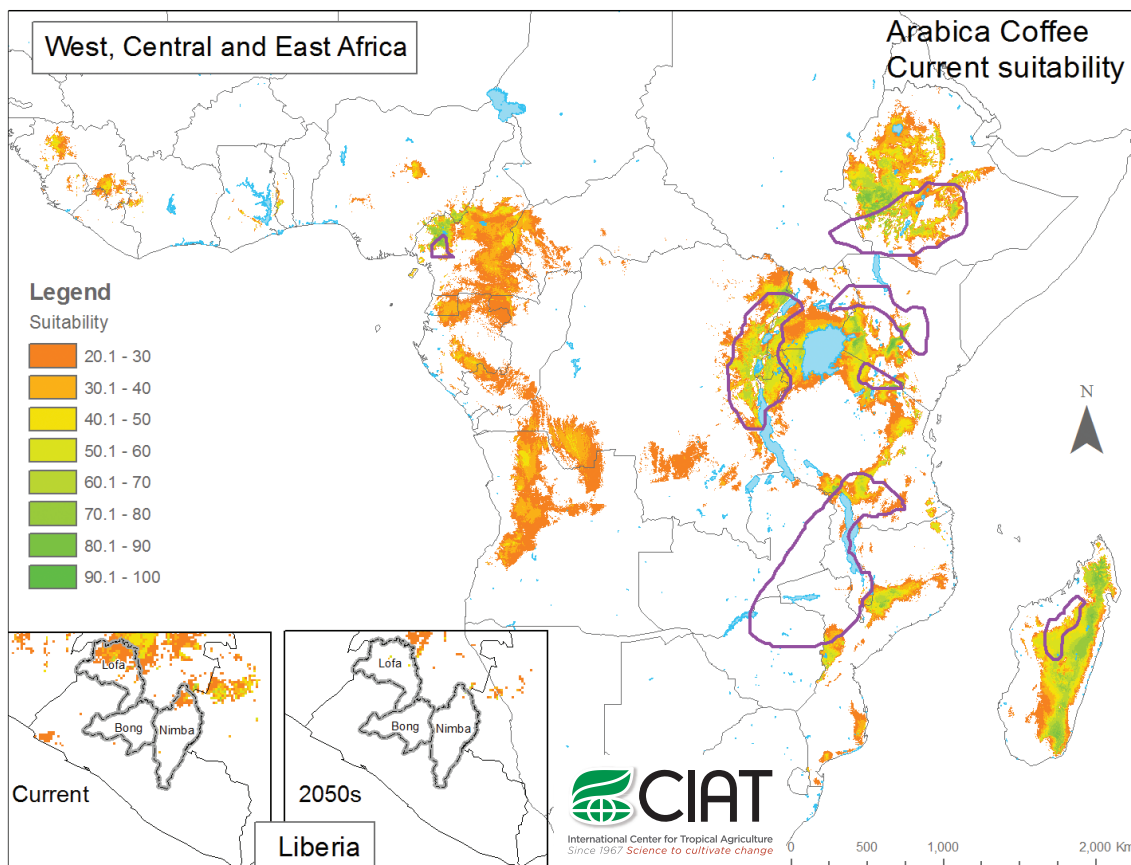 West, Central and East Africa
Arabica Coffee
Current suitability
Legend
Suitability
20.1 - 30
30.1 - 40
40.1 - 50
50.1 - 60
60.1 - 70
70.1 - 80
80.1 - 90
90.1 - 100
N
Lofa
Bong
Nimba
Current
Lofa
Bong
Nimba
2050s
Liberia
CIAT
International Center for Tropical Agriculture
Since 1967 Science to cultivate change
0 500 1,000 2,000 Km